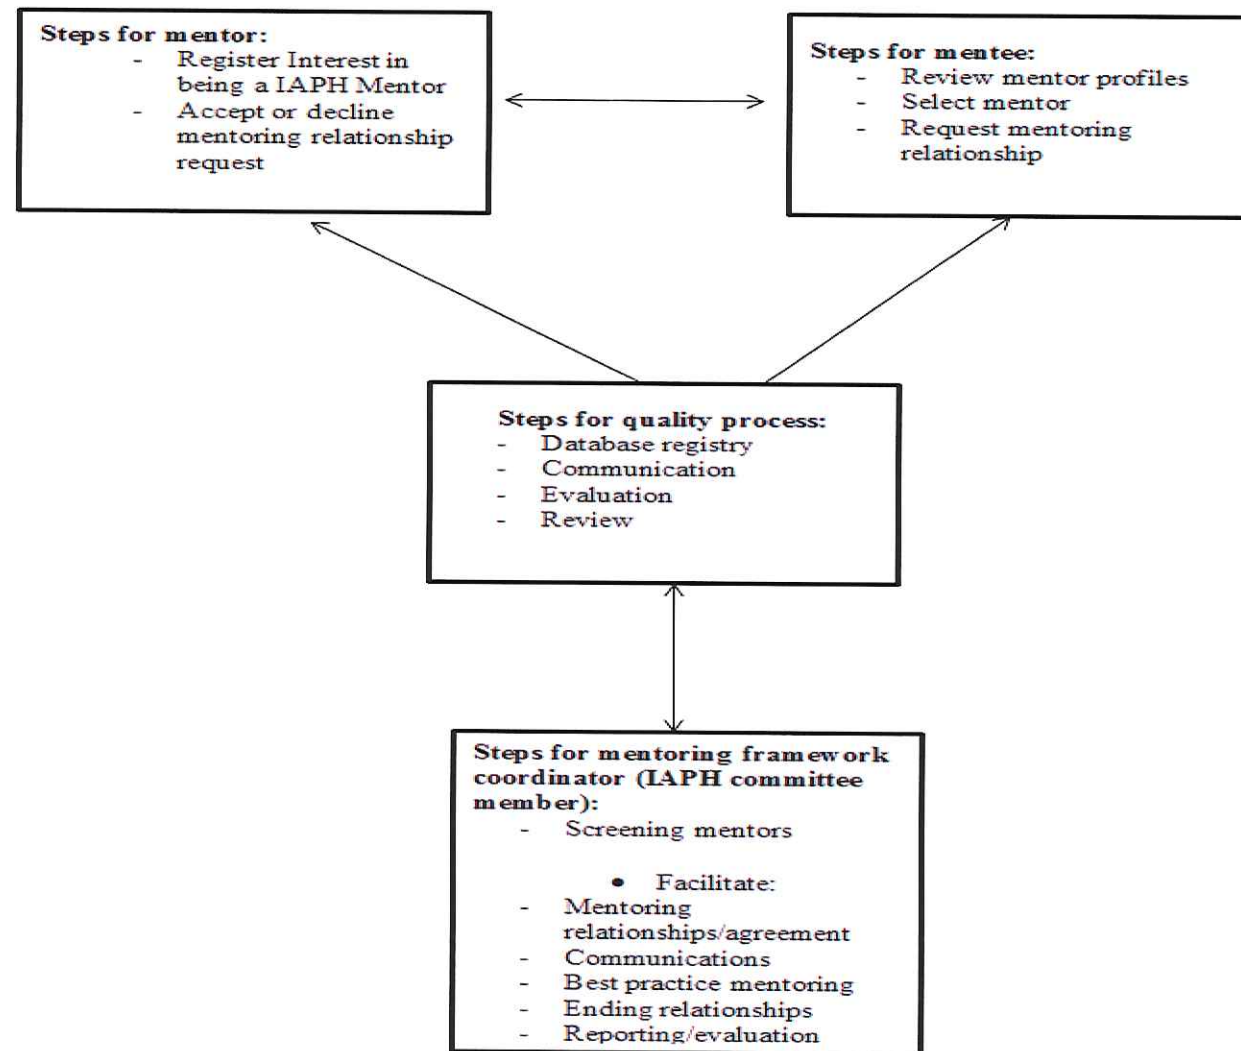 Steps for mentor:
- Register Interest in
being a IAPH Mentor
- Accept or decline
mentoring relationship
request
Steps for mentee:
- Review mentor profiles
- Select mentor
- Request mentoring
relationship
Steps for quality process:
- Database registry
- Communication
- Evaluation
- Review
Steps for mentoring framework
coordinator (IAPH committee
member):
- Screening mentors
• Facilitate:
- Mentoring
relationships/agreement
- Communications
- Best practice mentoring
- Ending relationships
- Reporting/evaluation